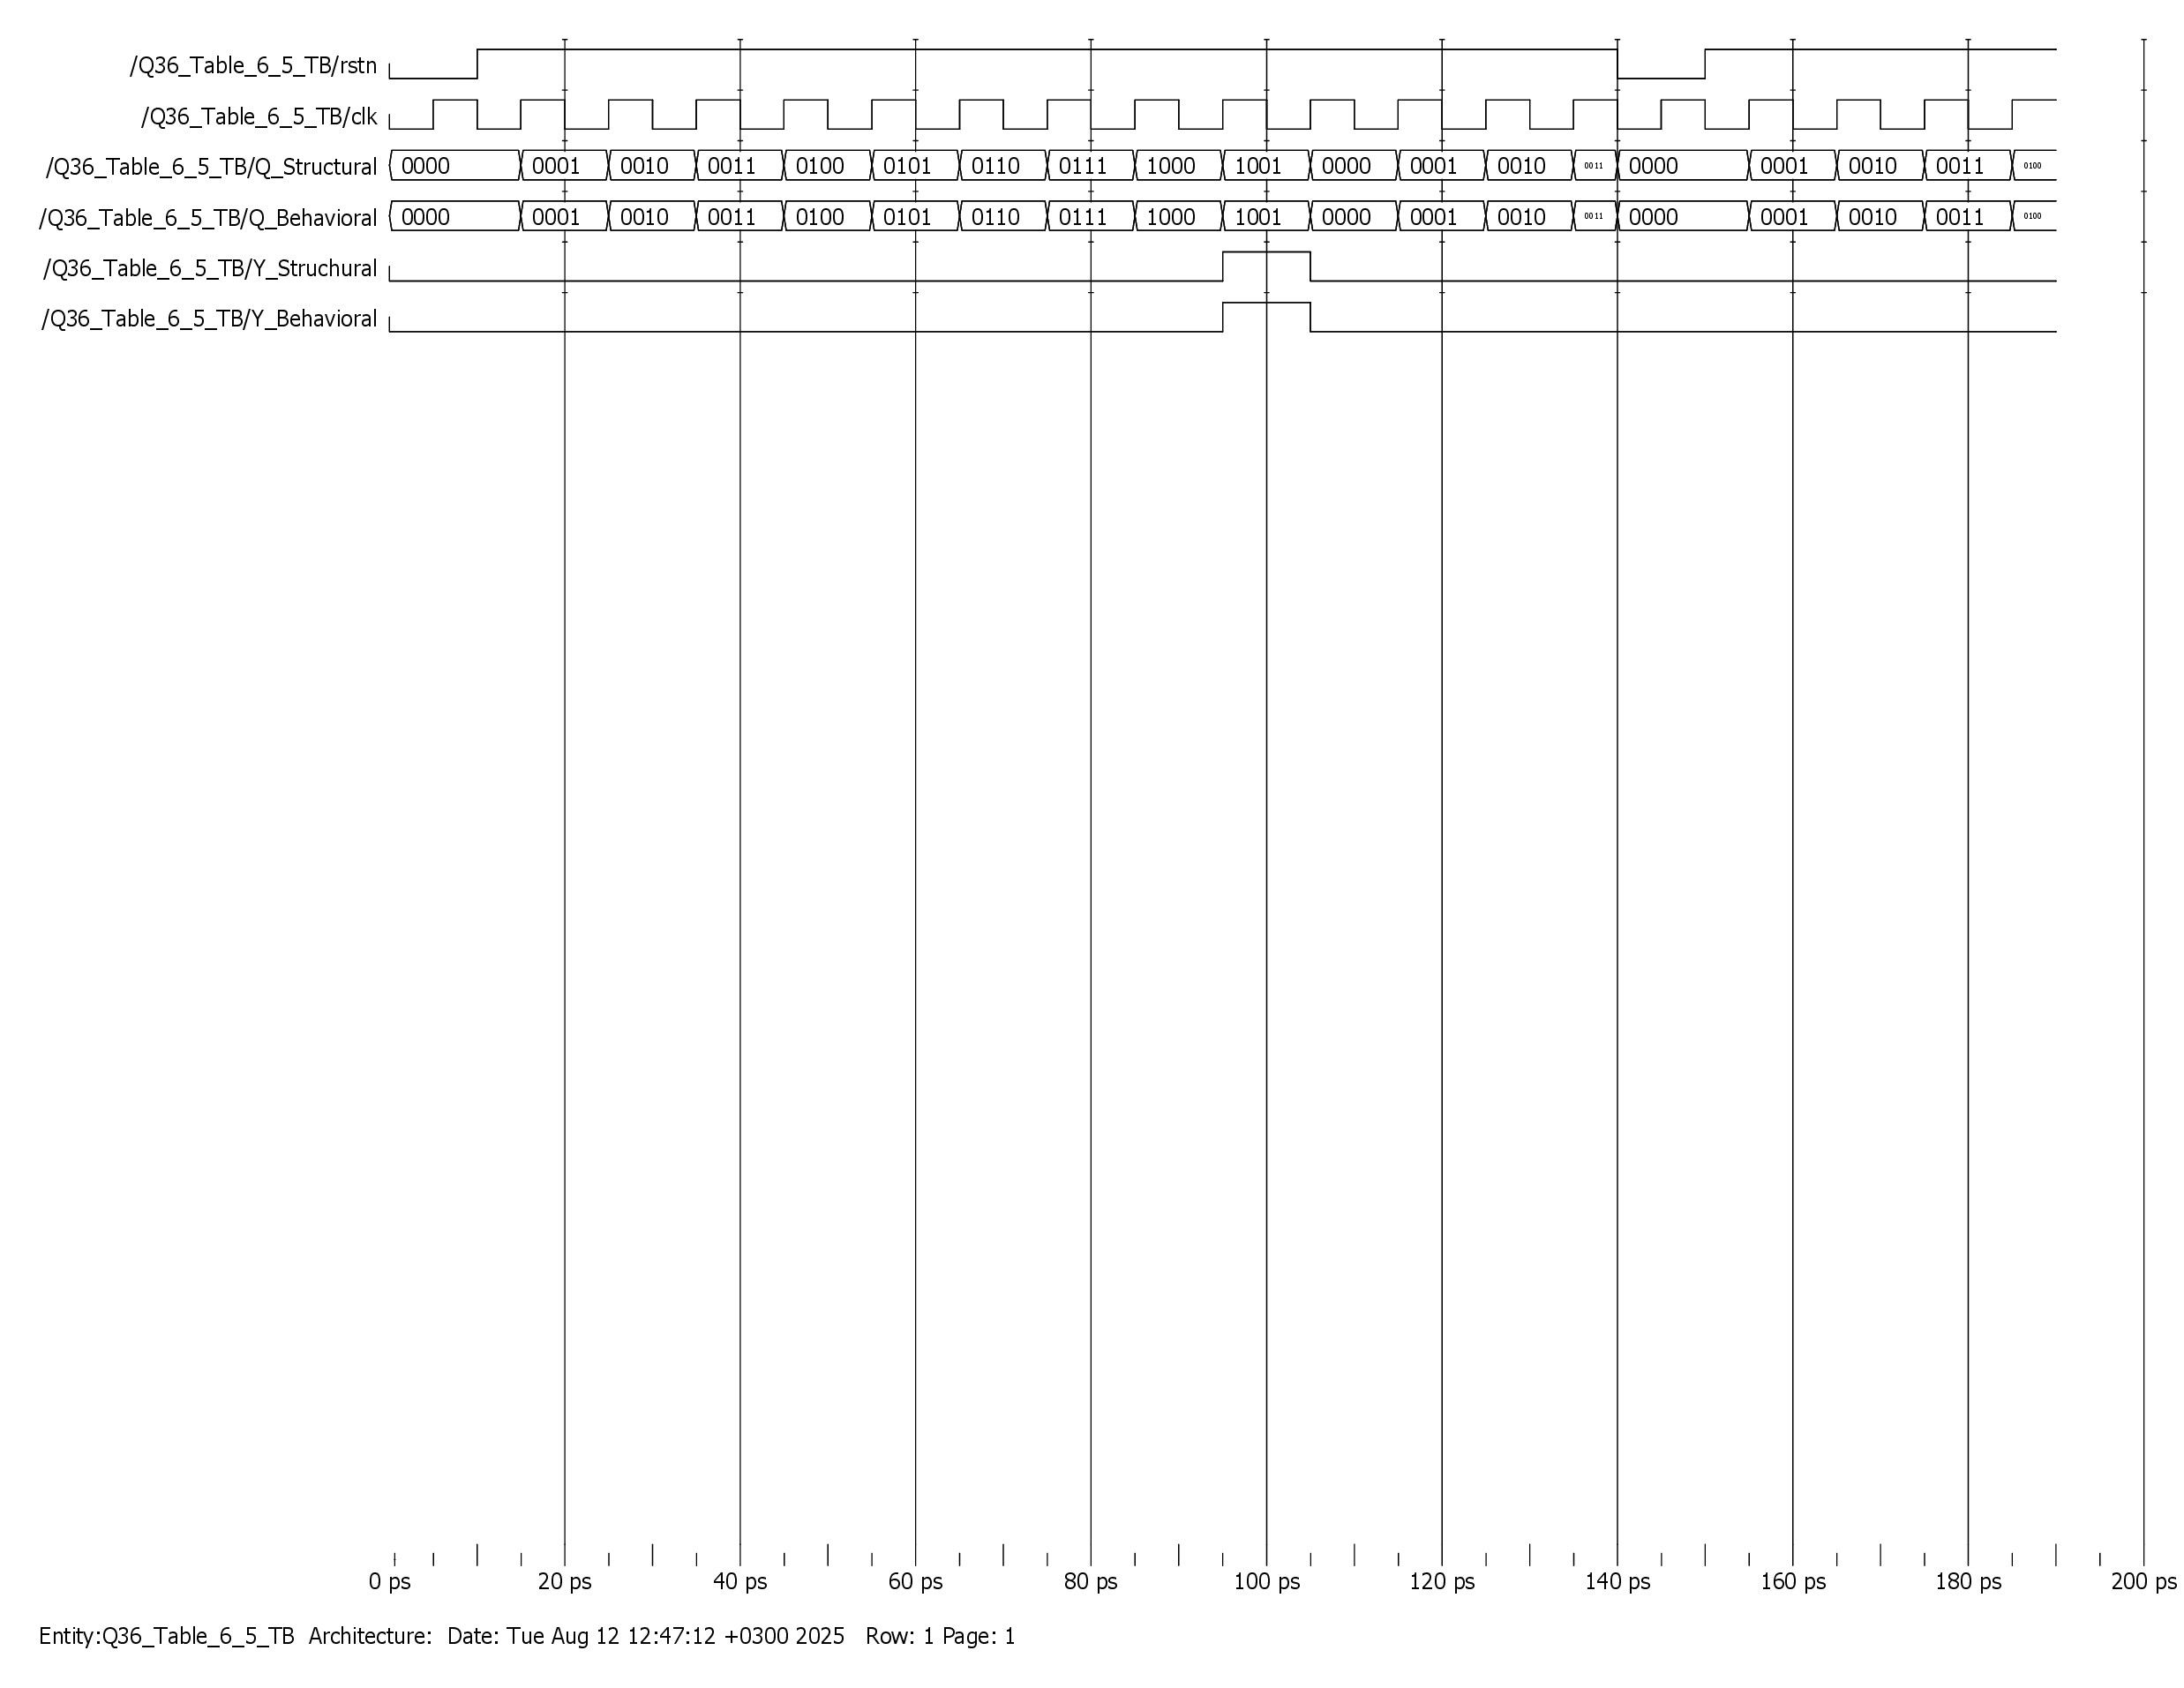 /Q36_Table_6_5_TB/rstn
/Q36_Table_6_5_TB/clk
/Q36_Table_6_5_TB/Q_Structural 0000 0001 0010 0011 0100 0101 0110 0111 1000 1001 0000 0001 0010 0011 0000 0001 0010 0011 0100
/Q36_Table_6_5_TB/Q_Behavioral 0000 0001 0010 0011 0100 0101 0110 0111 1000 1001 0000 0001 0010 0011 0000 0001 0010 0011 0100
/Q36_Table_6_5_TB/Y_Struchural
/Q36_Table_6_5_TB/Y_Behavioral
0 ps 20 ps 40 ps 60 ps 80 ps 100 ps 120 ps 140 ps 160 ps 180 ps 200 ps
Entity:Q36_Table_6_5_TB Architecture: Date: Tue Aug 12 12:47:12 +0300 2025 Row: 1 Page: 1